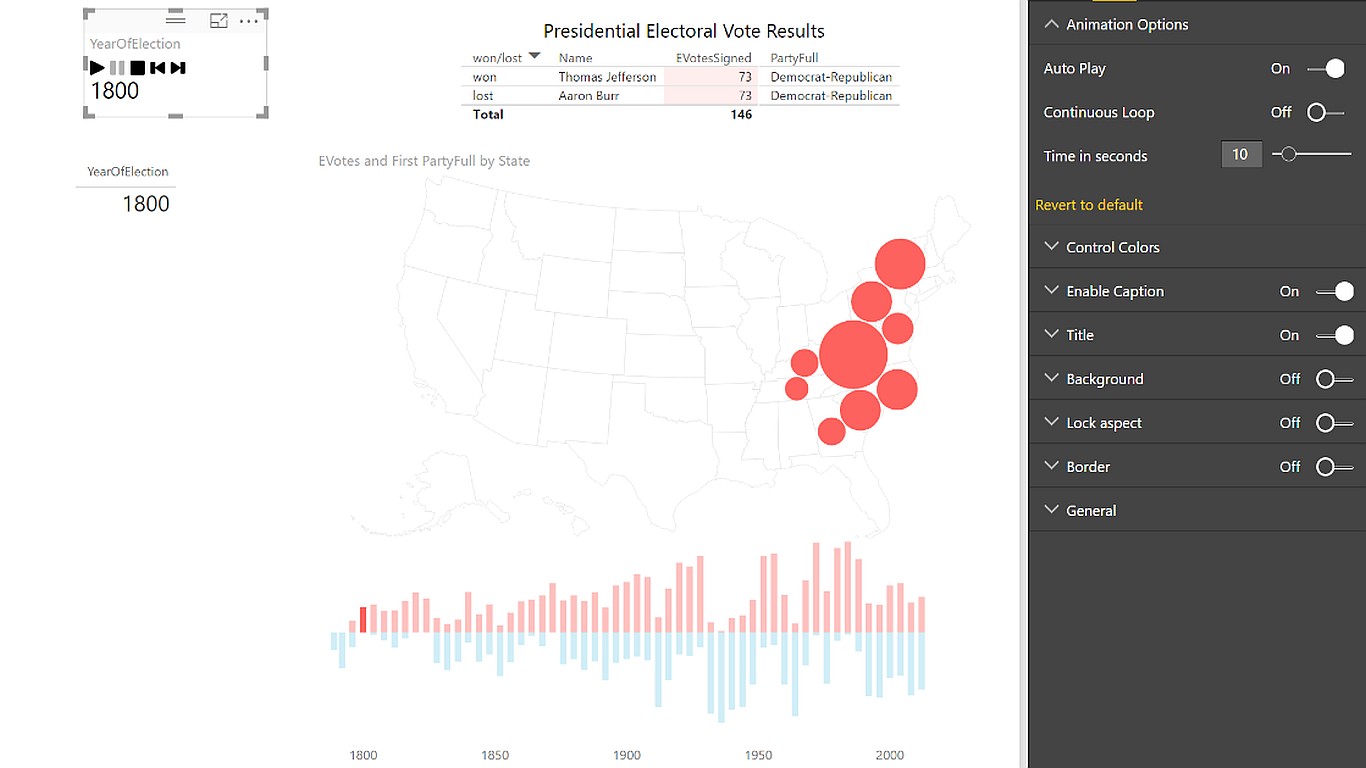 YearOfElection
1800
YearOfElection
1800
Presidential Electoral Vote Results
won/lost Name EVotesSigned PartyFull
won Thomas Jefferson 73 Democrat-Republican
lost Aaron Burr 73 Democrat-Republican
Total 146
EVotes and First PartyFull by State
1800 1850 1900 1950 2000
Animation Options
Auto Play On
Continuous Loop Off
Time in seconds 10
Revert to default
Control Colors
Enable Caption On
Title On
Background Off
Lock aspect Off
Border Off
General